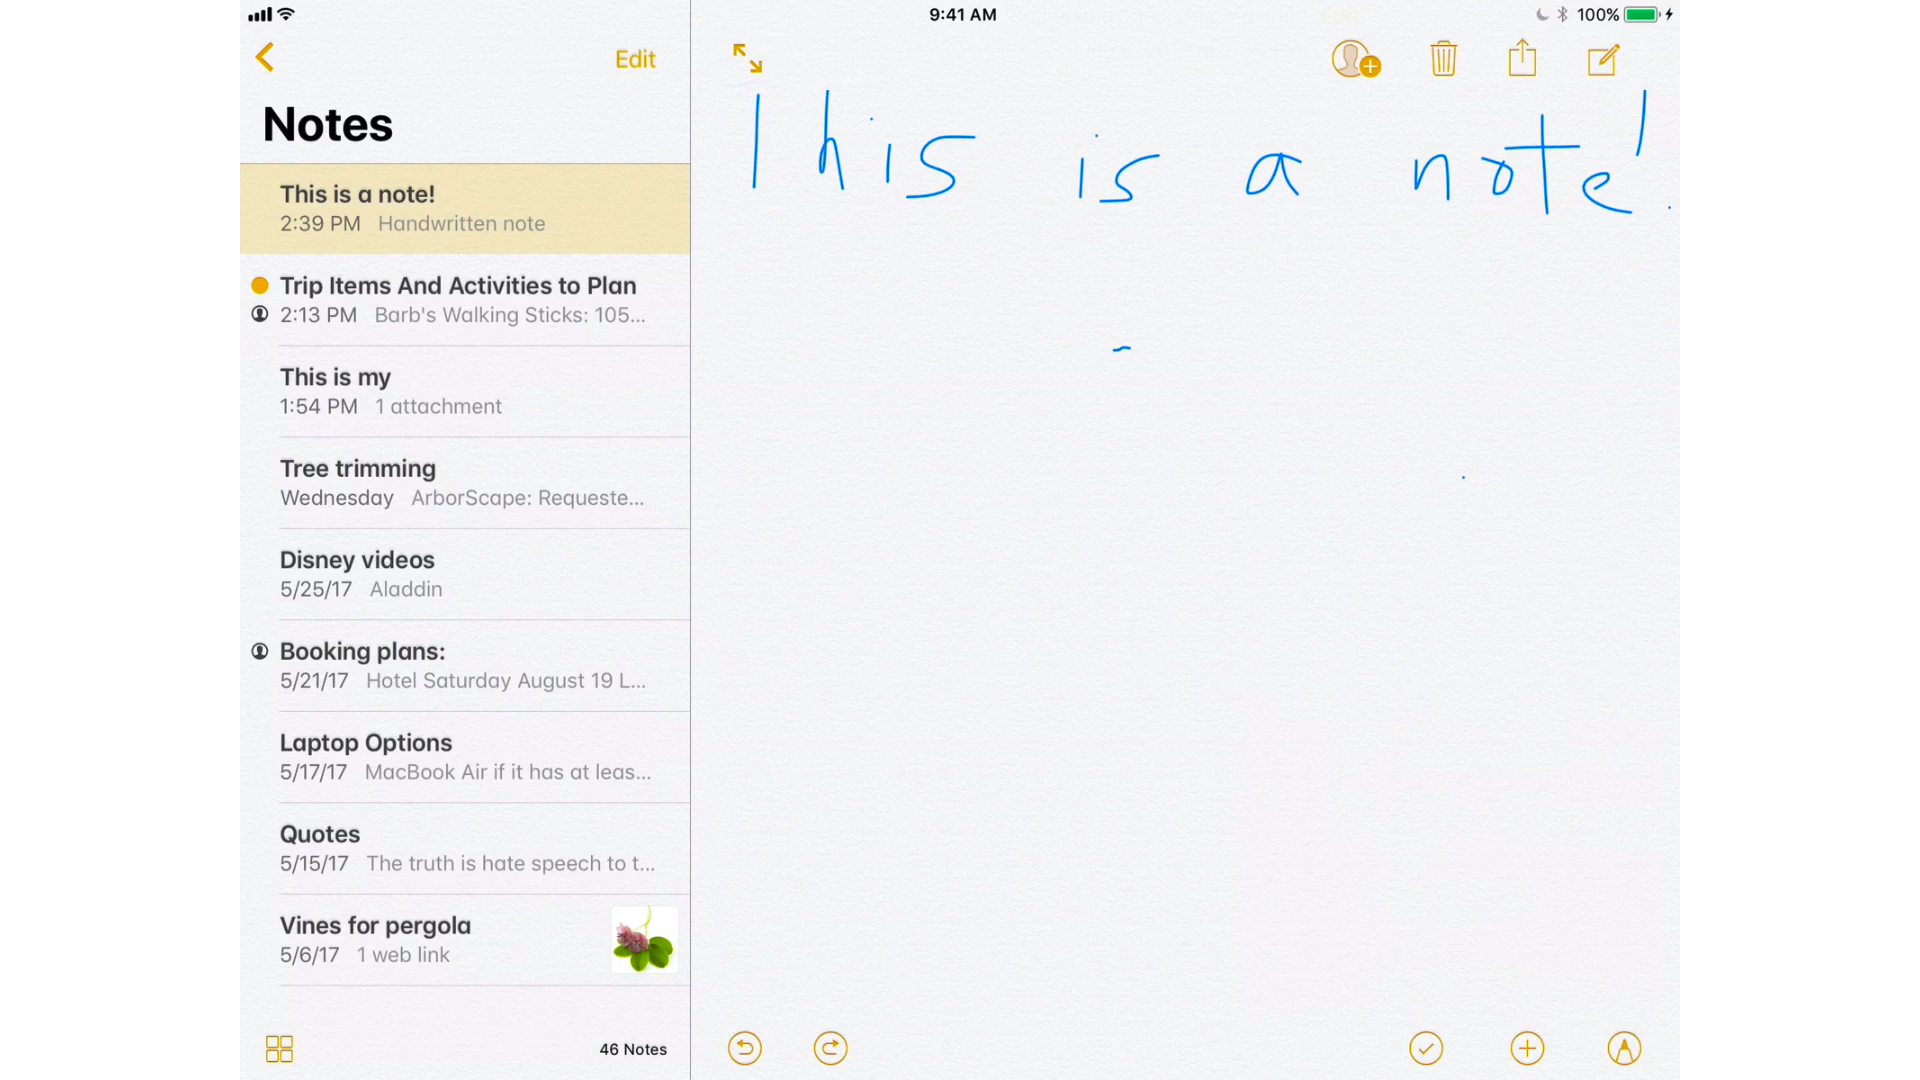 9:41 AM
100%
Edit
Notes
This is a note!
2:39 PM Handwritten note
Trip Items And Activities to Plan
2:13 PM Barb's Walking Sticks: 105...
This is my
1:54 PM 1 attachment
Tree trimming
Wednesday ArborScape: Requeste...
Disney videos
5/25/17 Aladdin
Booking plans:
5/21/17 Hotel Saturday August 19 L...
Laptop Options
5/17/17 MacBook Air if it has at leas...
Quotes
5/15/17 The truth is hate speech to t...
Vines for pergola
5/6/17 1 web link
46 Notes
This is a note!